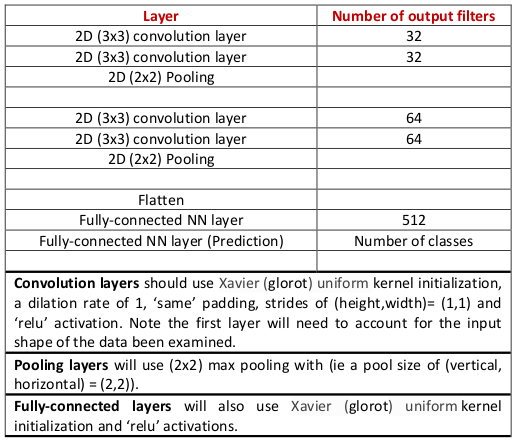 Layer Number of output filters
2D (3x3) convolution layer 32
2D (3x3) convolution layer 32
2D (2x2) Pooling
2D (3x3) convolution layer 64
2D (3x3) convolution layer 64
2D (2x2) Pooling
Flatten
Fully-connected NN layer 512
Fully-connected NN layer (Prediction) Number of classes
Convolution layers should use Xavier (glorot) uniform kernel initialization,
a dilation rate of 1, ‘same’ padding, strides of (height,width)= (1,1) and
‘relu’ activation. Note the first layer will need to account for the input
shape of the data been examined.
Pooling layers will use (2x2) max pooling with (ie a pool size of (vertical,
horizontal) = (2,2)).
Fully-connected layers will also use Xavier (glorot) uniform kernel
initialization and ‘relu’ activations.